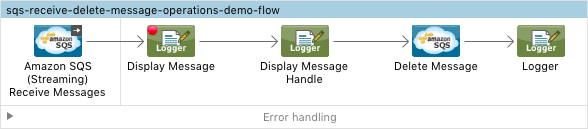 sqs-receive-delete-message-operations-demo-flow
amazon
SQS
Logger
Logger
amazon
SQS
Logger
Amazon SQS
(Streaming)
Receive Messages
Display Message
Display Message
Handle
Delete Message
Logger
Error handling